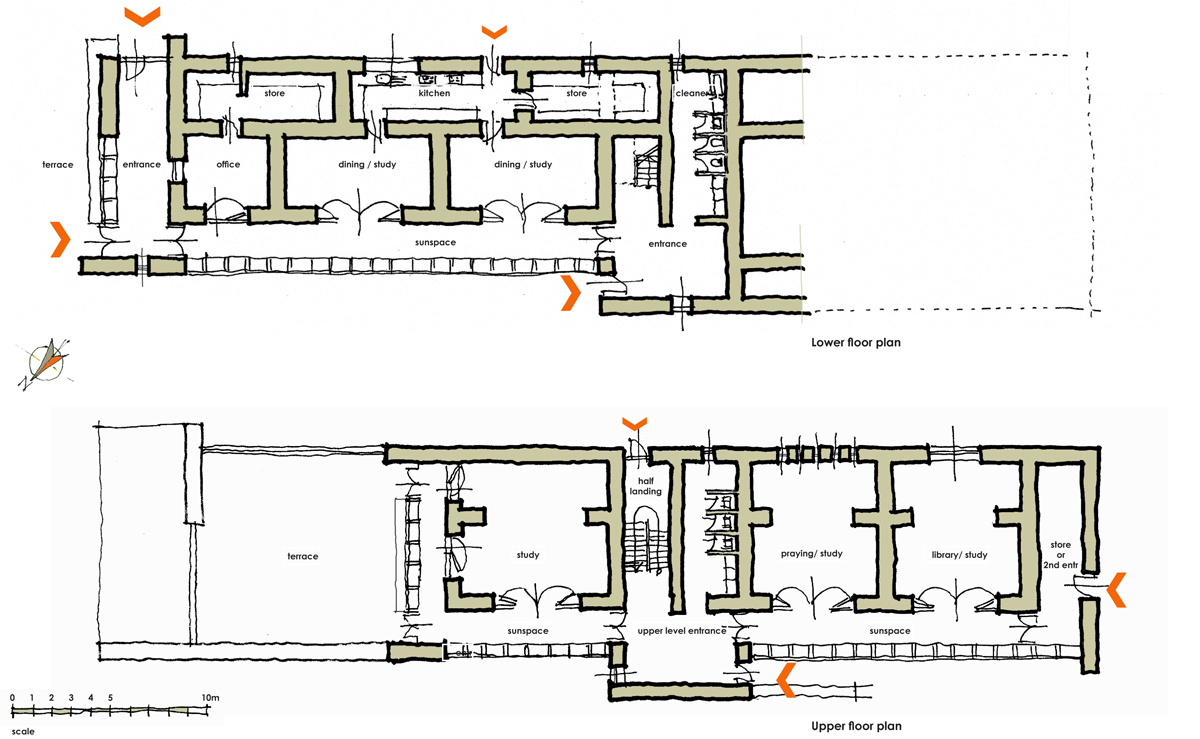 store
kitchen
store
cleaner
terrace
entrance
office
dining / study
dining / study
sunspace
entrance
Lower floor plan
N
half
landing
terrace
study
praying/ study
library/ study
store
or
2nd entr
sunspace
upper level entrance
sunspace
0 1 2 3 4 5 10m
scale
Upper floor plan